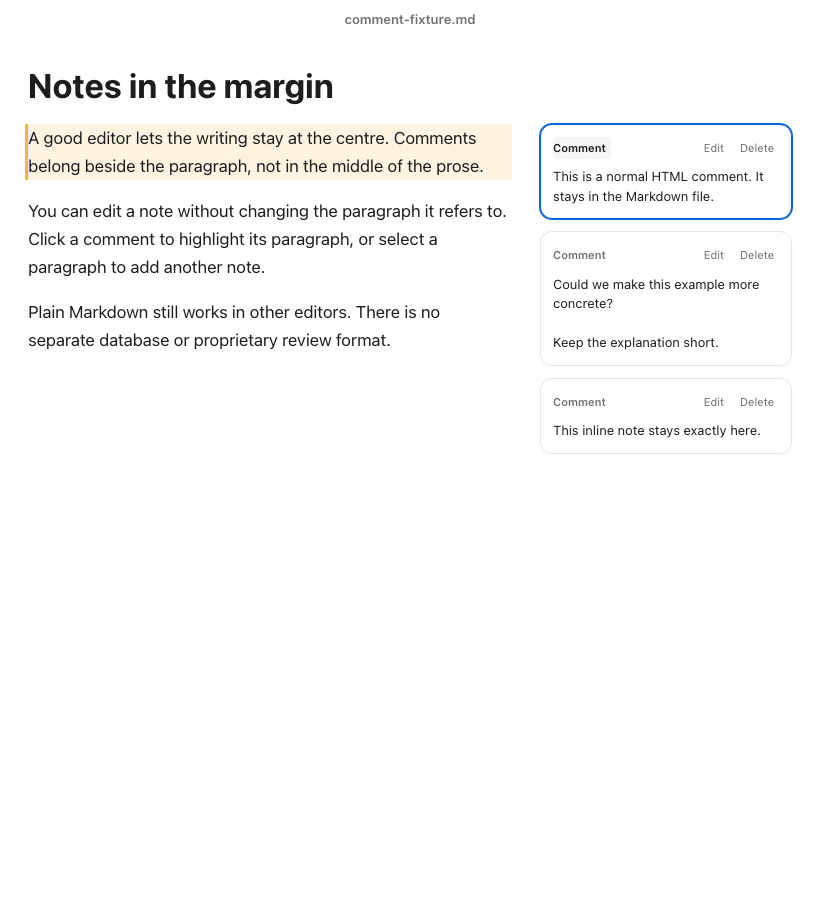 comment-fixture.md
Notes in the margin
A good editor lets the writing stay at the centre. Comments
belong beside the paragraph, not in the middle of the prose.
You can edit a note without changing the paragraph it refers to.
Click a comment to highlight its paragraph, or select a
paragraph to add another note.
Plain Markdown still works in other editors. There is no
separate database or proprietary review format.
Comment Edit Delete
This is a normal HTML comment. It
stays in the Markdown file.
Comment Edit Delete
Could we make this example more
concrete?
Keep the explanation short.
Comment Edit Delete
This inline note stays exactly here.